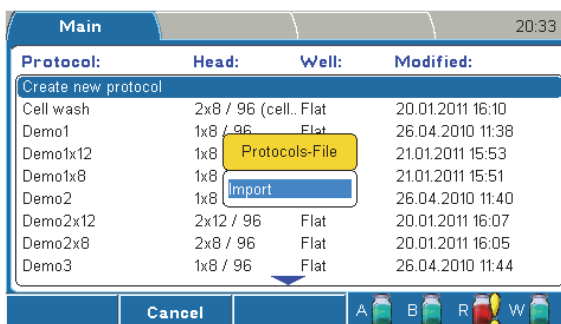 Main 20:33
Protocol: Head: Well: Modified:
Create new protocol
Cell wash 2x8 / 96 (cell.. Flat 20.01.2011 16:10
Demo1 1x8 / 96 Flat 26.04.2010 11:38
Demo1x12 1x8 21.01.2011 15:53
Protocols-File
Demo1x8 1x8 21.01.2011 15:51
Import
Demo2 1x8 26.04.2010 11:40
Demo2x12 2x12 / 96 Flat 20.01.2011 16:07
Demo2x8 2x8 / 96 Flat 20.01.2011 16:05
Demo3 1x8 / 96 Flat 26.04.2010 11:44
Cancel A B R W